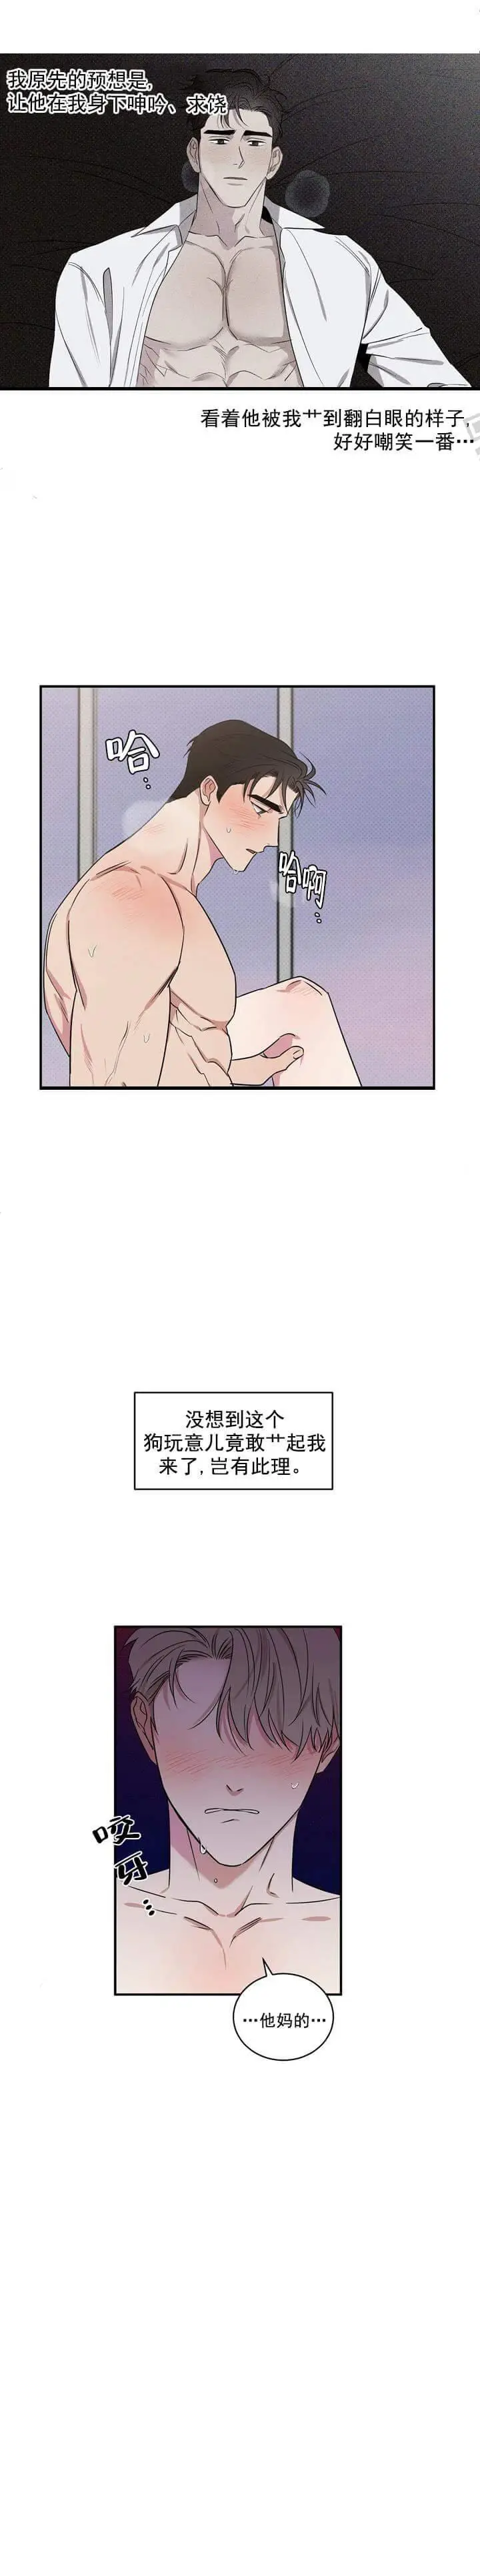 我原先的预想是,
让他在我身下呻吟、求饶
看着他被我艹到翻白眼的样子,
好好嘲笑一番…
哈…
哈啊…
没想到这个
狗玩意儿竟敢艹起我
来了,岂有此理。
咬
牙…
…他妈的…